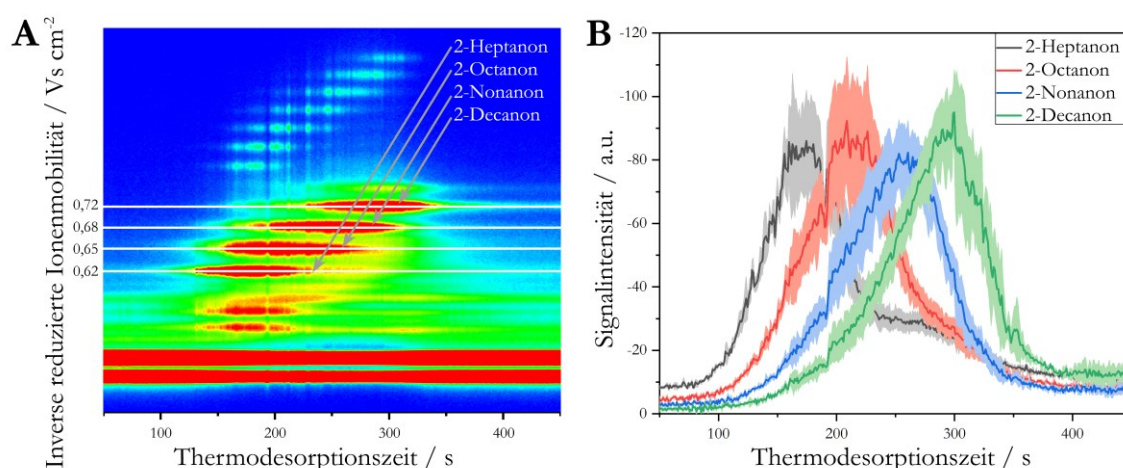 A
Inverse reduzierte Ionenmobilität / Vs cm-2
2-Heptanon
2-Octanon
2-Nonanon
2-Decanon
0,72
0,68
0,65
0,62
100
200
300
400
Thermodesorptionszeit / s
B
Signalintensität / a.u.
-120
-100
-80
-60
-40
-20
0
2-Heptanon
2-Octanon
2-Nonanon
2-Decanon
100
200
300
400
Thermodesorptionszeit / s